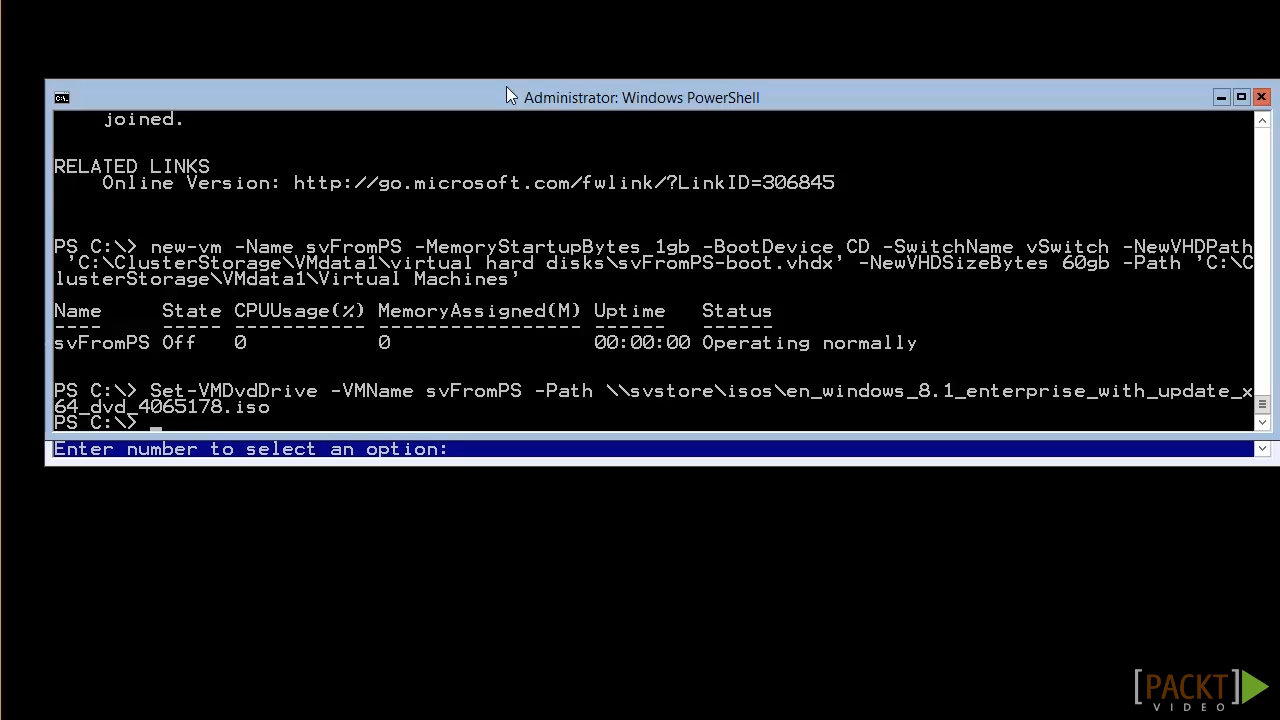 Administrator: Windows PowerShell
joined.
RELATED LINKS
Online Version: http://go.microsoft.com/fwlink/?LinkID=306845
PS C:\> new-vm -Name svFromPS -MemoryStartupBytes 1gb -BootDevice CD -SwitchName vSwitch -NewVHDPath
'C:\ClusterStorage\VMdata1\virtual hard disks\svFromPS-boot.vhdx' -NewVHDSizeBytes 60gb -Path 'C:\C
lusterStorage\VMdata1\Virtual Machines'
Name State CPUUsage(%) MemoryAssigned(M) Uptime Status
---- ----- ----------- ----------------- ------ ------
svFromPS Off 0 0 00:00:00 Operating normally
PS C:\> Set-VMDvdDrive -VMName svFromPS -Path \\svstore\isos\en_windows_8.1_enterprise_with_update_x
64_dvd_4065178.iso
PS C:\> _
Enter number to select an option:
[PACKT]
VIDEO